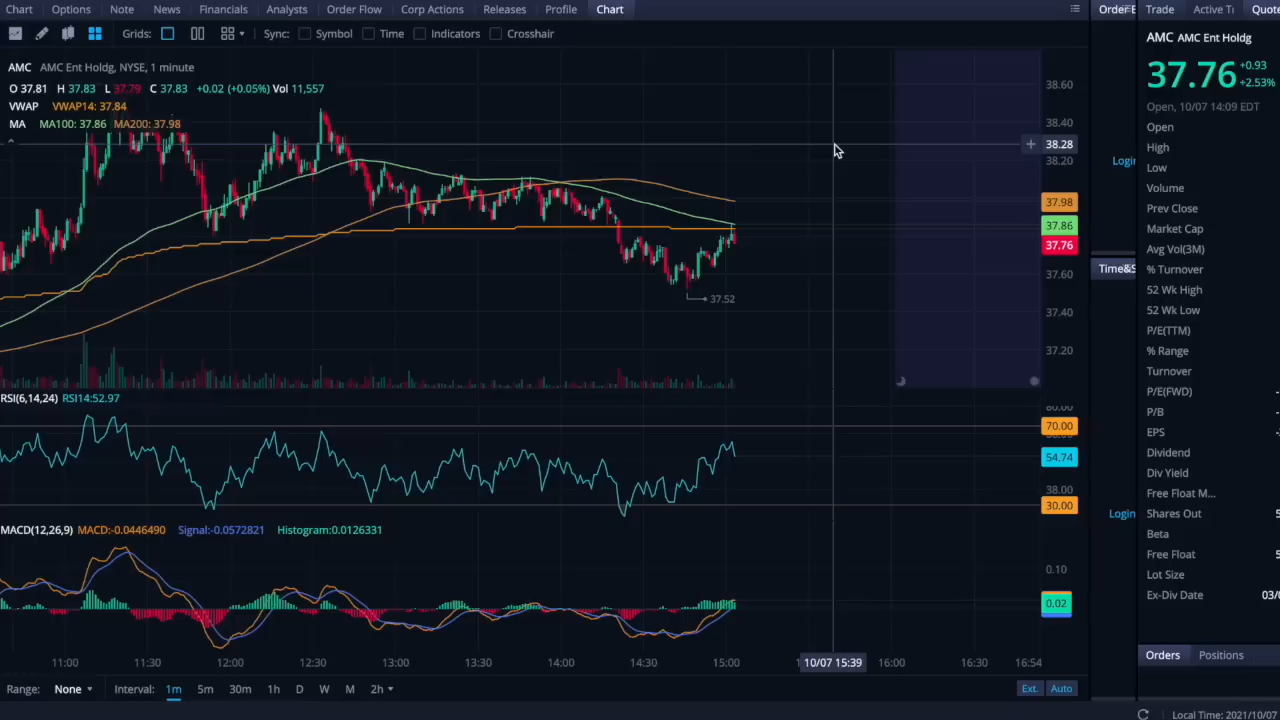 Chart Options Note News Financials Analysts Order Flow Corp Actions Releases Profile Chart
Grids: Sync: Symbol Time Indicators Crosshair
AMC AMC Ent Holdg, NYSE, 1 minute
O 37.81 H 37.83 L 37.79 C 37.83 +0.02 (+0.05%) Vol 11,557
VWAP VWAP14: 37.84
MA MA100: 37.86 MA200: 37.98
38.60
38.40
38.28
38.20
37.98
37.86
37.76
37.60
37.40
37.20
37.52
RSI(6,14,24) RSI14:52.97
80.00
70.00
54.74
38.00
30.00
MACD(12,26,9) MACD:-0.0446490 Signal:-0.0572821 Histogram:0.0126331
0.10
0.02
11:00 11:30 12:00 12:30 13:00 13:30 14:00 14:30 15:00 10/07 15:39 16:00 16:30 16:54
Range: None Interval: 1m 5m 30m 1h D W M 2h Ext. Auto
Login
Time&S
Login
Trade Active Quote
AMC AMC Ent Holdg
37.76 +0.93
+2.53%
Open, 10/07 14:09 EDT
Open
High
Low
Volume
Prev Close
Market Cap
Avg Vol(3M)
% Turnover
52 Wk High
52 Wk Low
P/E(TTM)
% Range
Turnover
P/E(FWD)
P/B
EPS
Dividend
Div Yield
Free Float M...
Shares Out 5
Beta
Free Float 5
Lot Size
Ex-Div Date 03/0
Orders Positions
Local Time: 2021/10/07